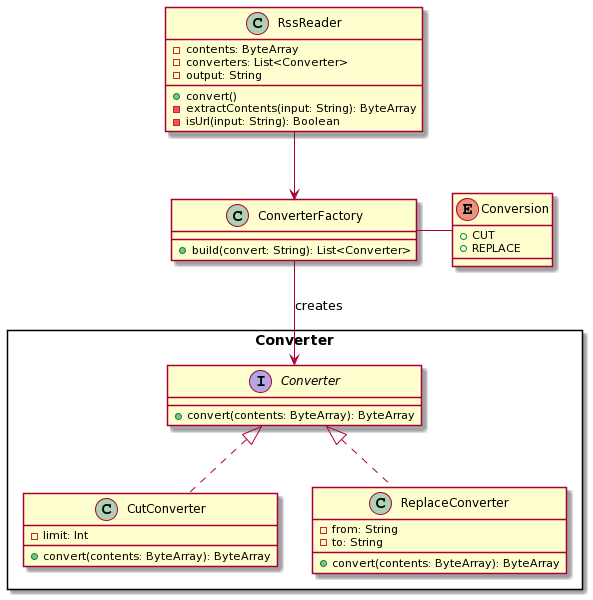 C RssReader
contents: ByteArray
converters: List<Converter>
output: String
convert()
extractContents(input: String): ByteArray
isUrl(input: String): Boolean
C ConverterFactory
build(convert: String): List<Converter>
E Conversion
CUT
REPLACE
creates
Converter
I Converter
convert(contents: ByteArray): ByteArray
C CutConverter
limit: Int
convert(contents: ByteArray): ByteArray
C ReplaceConverter
from: String
to: String
convert(contents: ByteArray): ByteArray